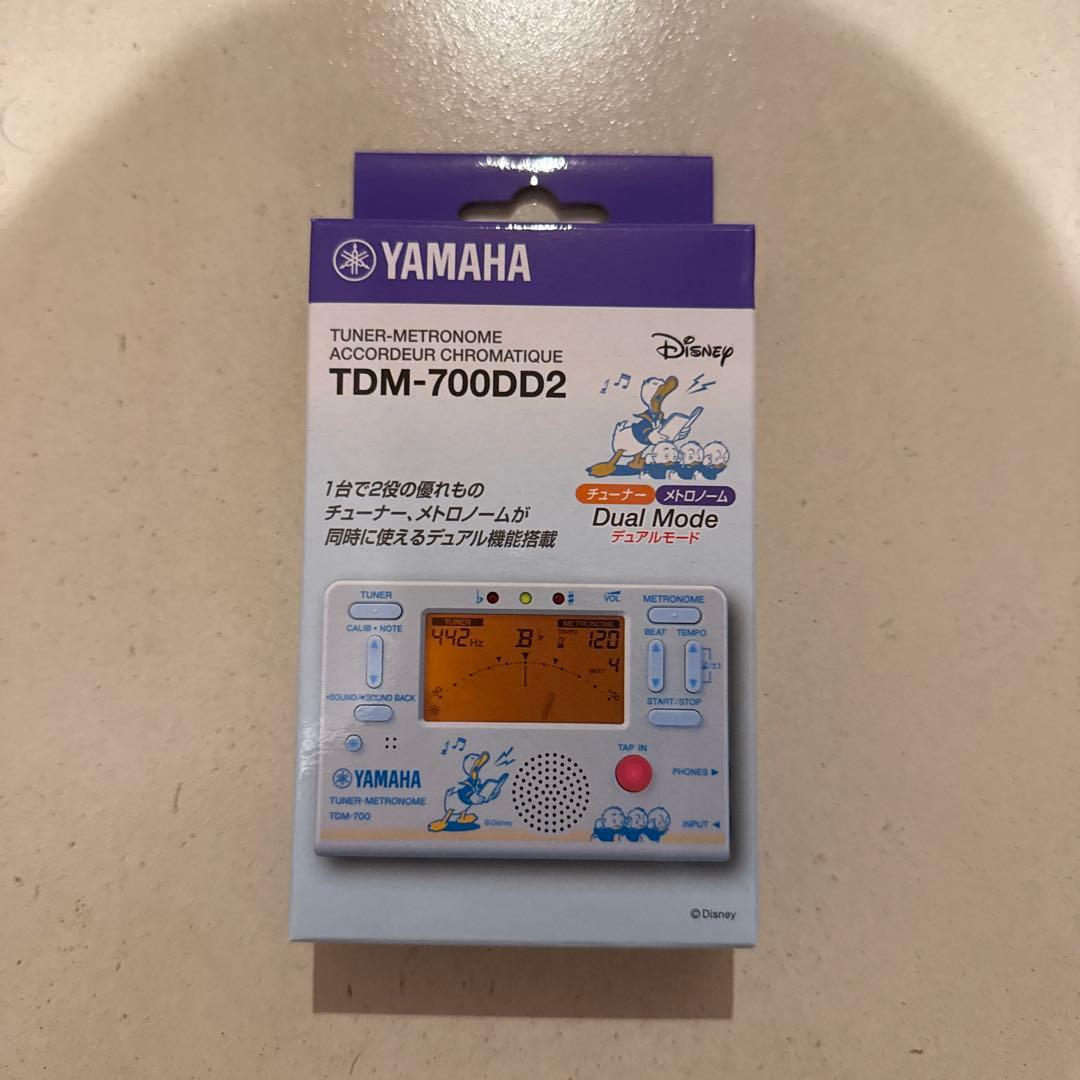 YAMAHA
TUNER-METRONOME
ACCORDEUR CHROMATIQUE
TDM-700DD2
Disney
1台で2役の優れもの
チューナー、メトロノームが
同時に使えるデュアル機能搭載
チューナー メトロノーム
Dual Mode
デュアルモード
TUNER
♭
♯
VOL
METRONOME
CALIB • NOTE
BEAT TEMPO
TUNER
METRONOME
442 Hz
B♭
TEMPO
120
BEAT 4
SOUND/ SOUND BACK
START/STOP
TAP IN
PHONES ▶
YAMAHA
TUNER-METRONOME
TDM-700
©Disney
INPUT ◀
©Disney